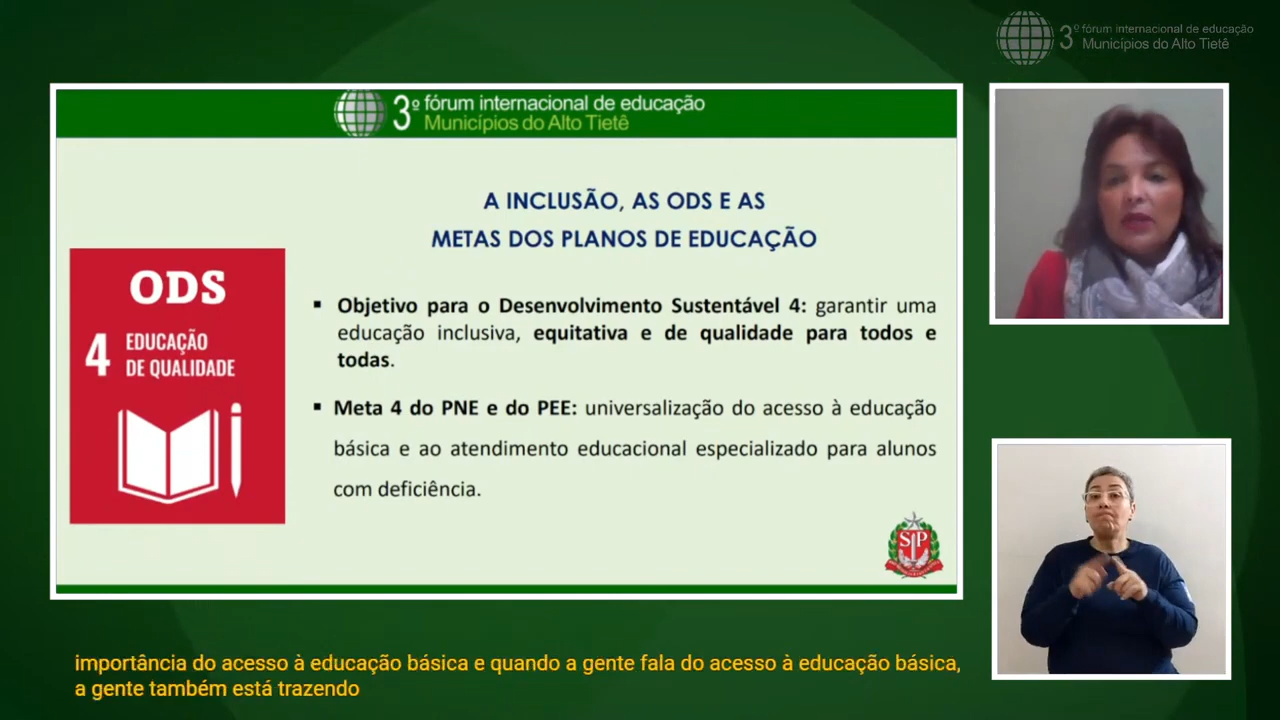 3º fórum internacional de educação
Municípios do Alto Tietê
3º fórum internacional de educação
Municípios do Alto Tietê
A INCLUSÃO, AS ODS E AS
METAS DOS PLANOS DE EDUCAÇÃO
ODS
4 EDUCAÇÃO
DE QUALIDADE
▪ Objetivo para o Desenvolvimento Sustentável 4: garantir uma
educação inclusiva, equitativa e de qualidade para todos e
todas.
▪ Meta 4 do PNE e do PEE: universalização do acesso à educação
básica e ao atendimento educacional especializado para alunos
com deficiência.
SP
importância do acesso à educação básica e quando a gente fala do acesso à educação básica,
a gente também está trazendo